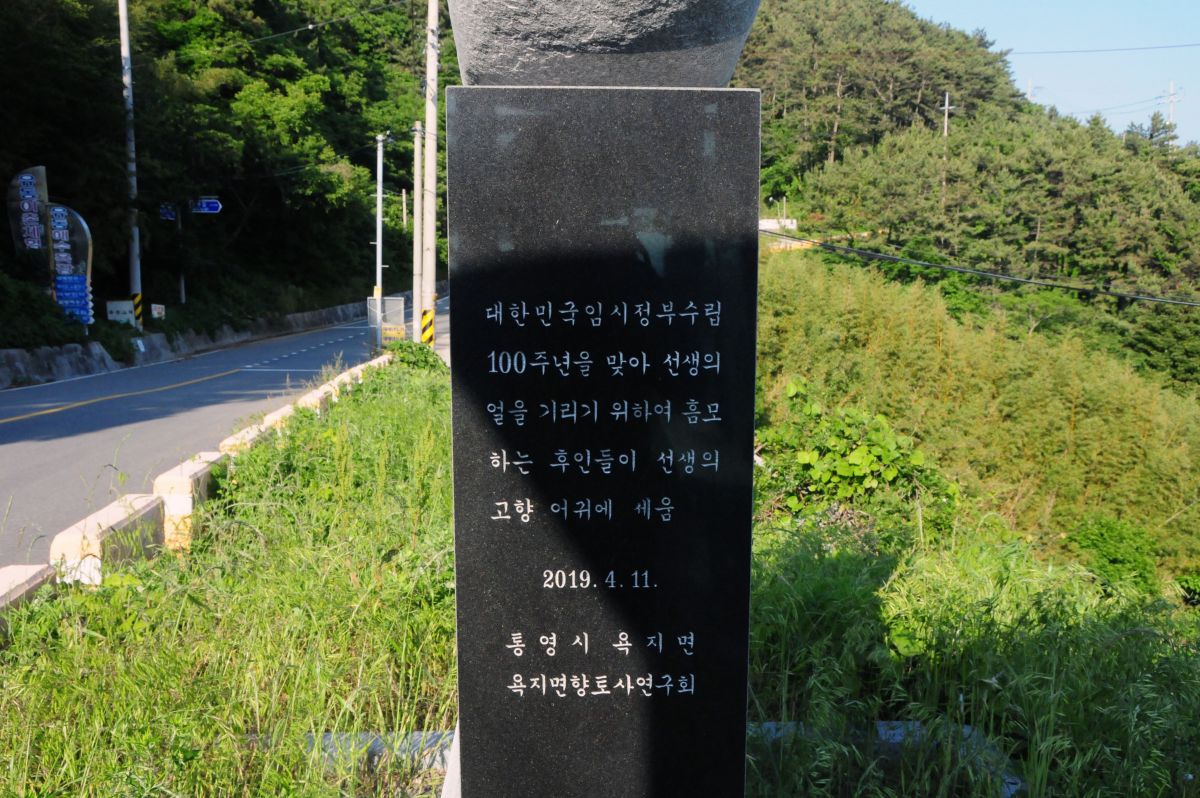 대한민국임시정부수립
100주년을 맞아 선생의
얼을 기리기 위하여 흠모
하는 후인들이 선생의
고향 어귀에 세움
2019. 4. 11.
통영시 욕지면
욕지면향토사연구회